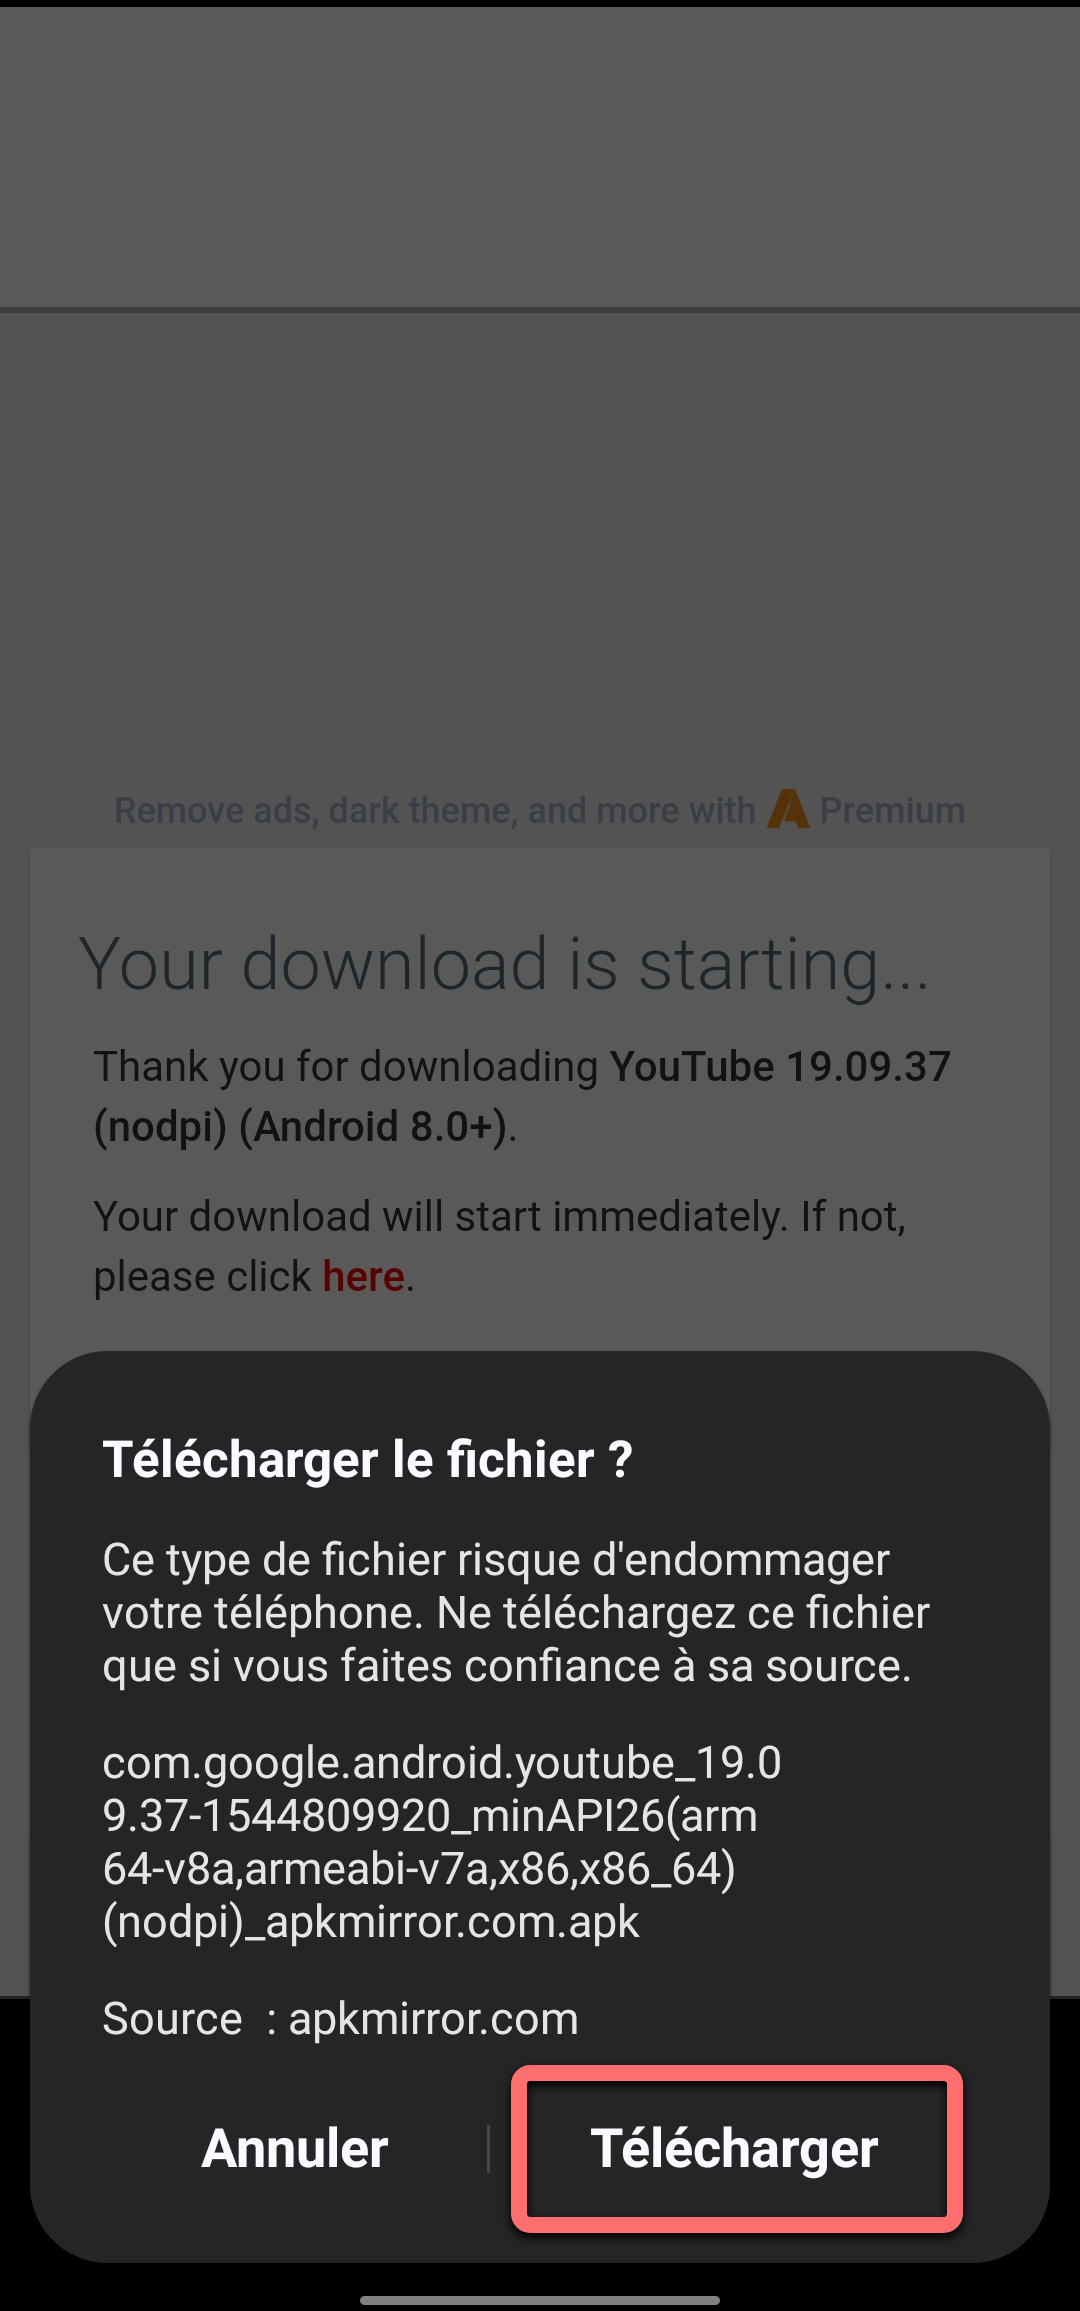 Remove ads, dark theme, and more with Premium
Your download is starting...
Thank you for downloading YouTube 19.09.37
(nodpi) (Android 8.0+).
Your download will start immediately. If not,
please click here.
Télécharger le fichier ?
Ce type de fichier risque d'endommager
votre téléphone. Ne téléchargez ce fichier
que si vous faites confiance à sa source.
com.google.android.youtube_19.0
9.37-1544809920_minAPI26(arm
64-v8a,armeabi-v7a,x86,x86_64)
(nodpi)_apkmirror.com.apk
Source  : apkmirror.com
Annuler
Télécharger